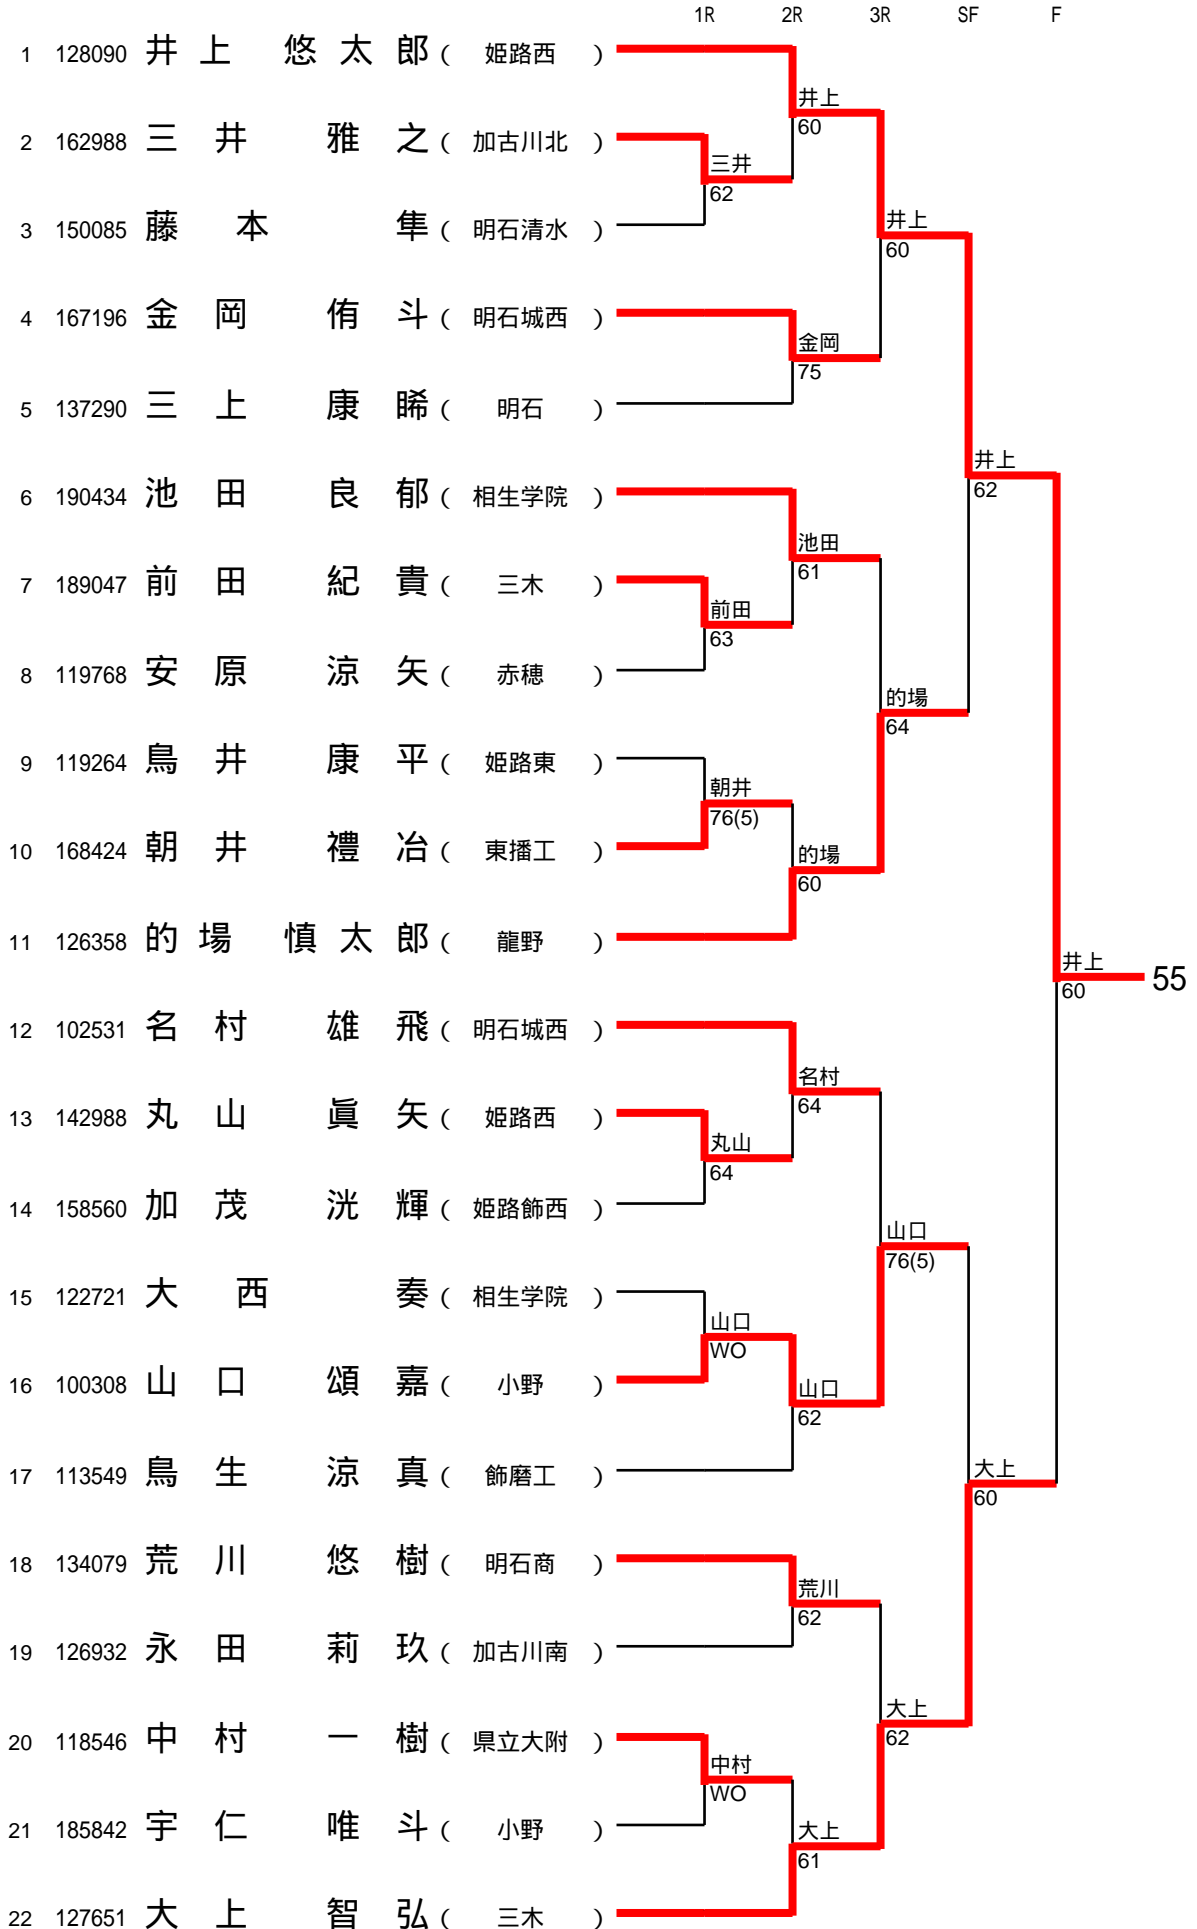 1R 2R 3R SF F
1 128090 井上 悠太郎 ( 姫路西 )
井上
60
2 162988 三井 雅之 ( 加古川北 )
三井
62
3 150085 藤本 隼 ( 明石清水 )
井上
60
4 167196 金岡 侑斗 ( 明石城西 )
金岡
75
5 137290 三上 康晞 ( 明石 )
井上
62
6 190434 池田 良郁 ( 相生学院 )
池田
61
7 189047 前田 紀貴 ( 三木 )
前田
63
8 119768 安原 涼矢 ( 赤穂 )
的場
64
9 119264 鳥井 康平 ( 姫路東 )
朝井
76(5)
10 168424 朝井 禮冶 ( 東播工 )
的場
60
11 126358 的場 慎太郎 ( 龍野 )
井上
60
55
12 102531 名村 雄飛 ( 明石城西 )
名村
64
13 142988 丸山 眞矢 ( 姫路西 )
丸山
64
14 158560 加茂 洸輝 ( 姫路飾西 )
山口
76(5)
15 122721 大西 奏 ( 相生学院 )
山口
WO
16 100308 山口 頌嘉 ( 小野 )
山口
62
17 113549 鳥生 涼真 ( 飾磨工 )
大上
60
18 134079 荒川 悠樹 ( 明石商 )
荒川
62
19 126932 永田 莉玖 ( 加古川南 )
大上
62
20 118546 中村 一樹 ( 県立大附 )
中村
WO
21 185842 宇仁 唯斗 ( 小野 )
大上
61
22 127651 大上 智弘 ( 三木 )